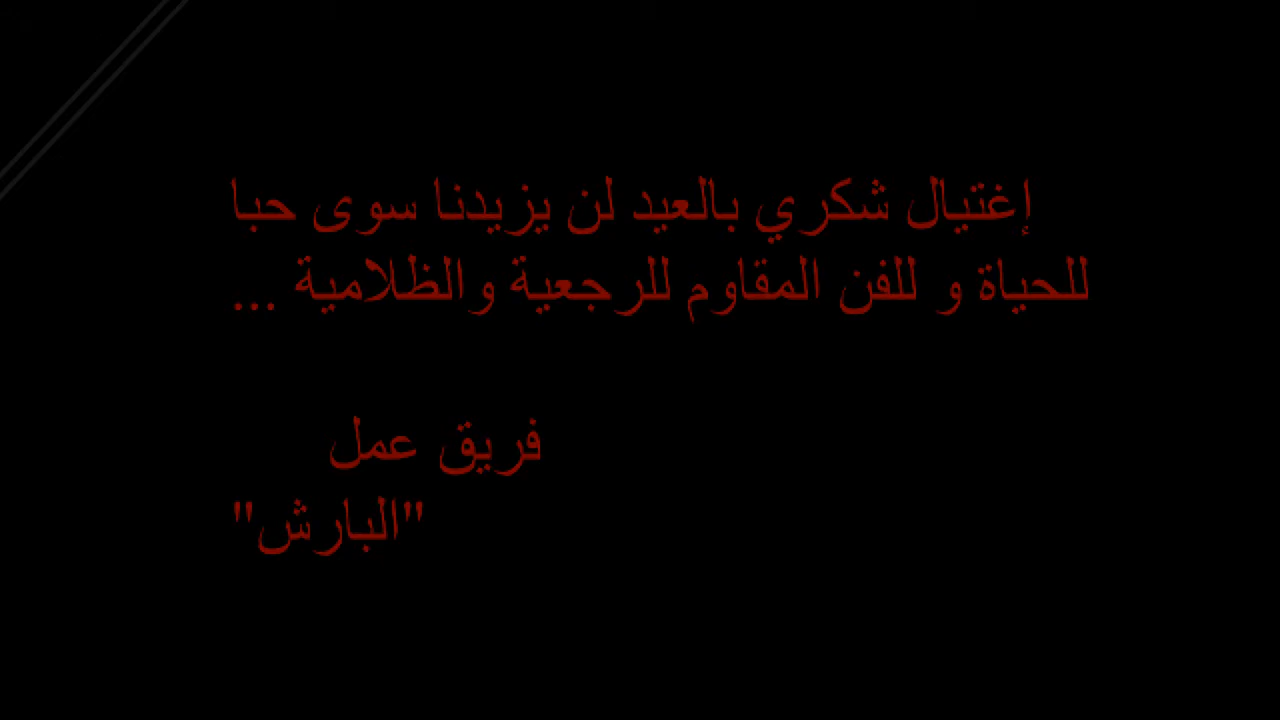 إغتيال شكري بالعيد لن يزيدنا سوى حبا
للحياة و للفن المقاوم للرجعية والظلامية ...
فريق عمل
"البارش"